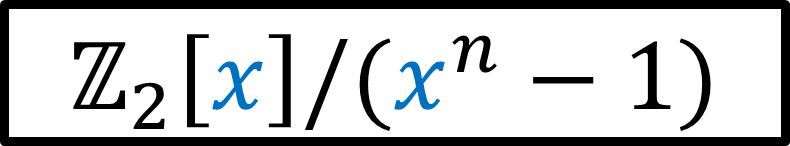 ℤ₂[x]/(xⁿ − 1)